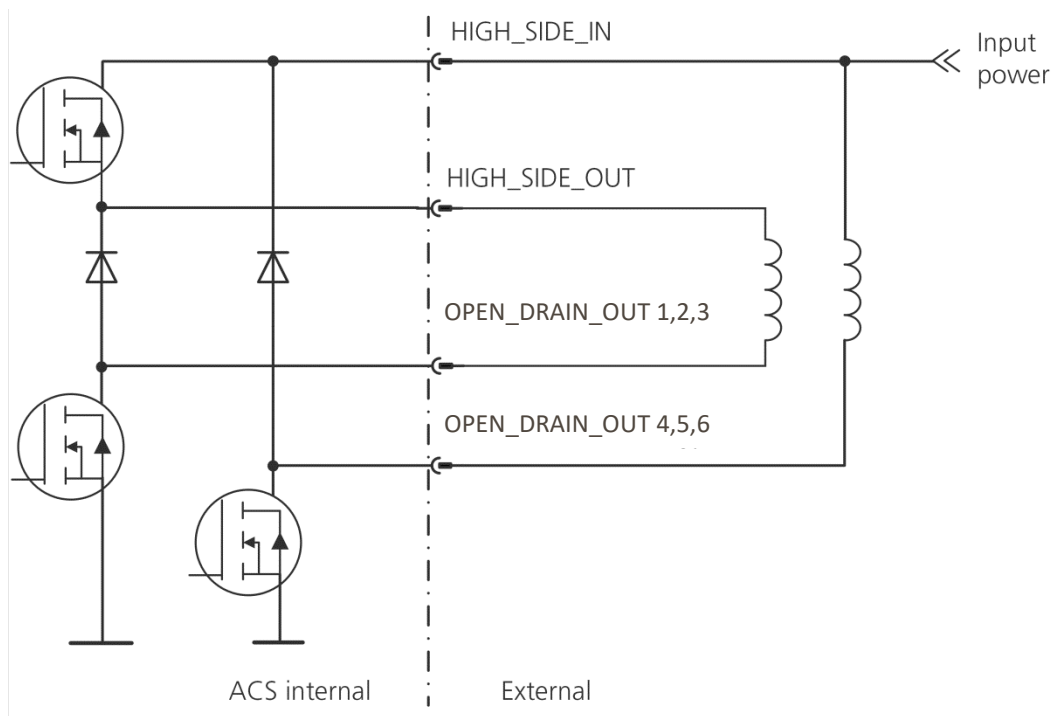 HIGH_SIDE_IN
Input
power
HIGH_SIDE_OUT
OPEN_DRAIN_OUT 1,2,3
OPEN_DRAIN_OUT 4,5,6
ACS internal
External